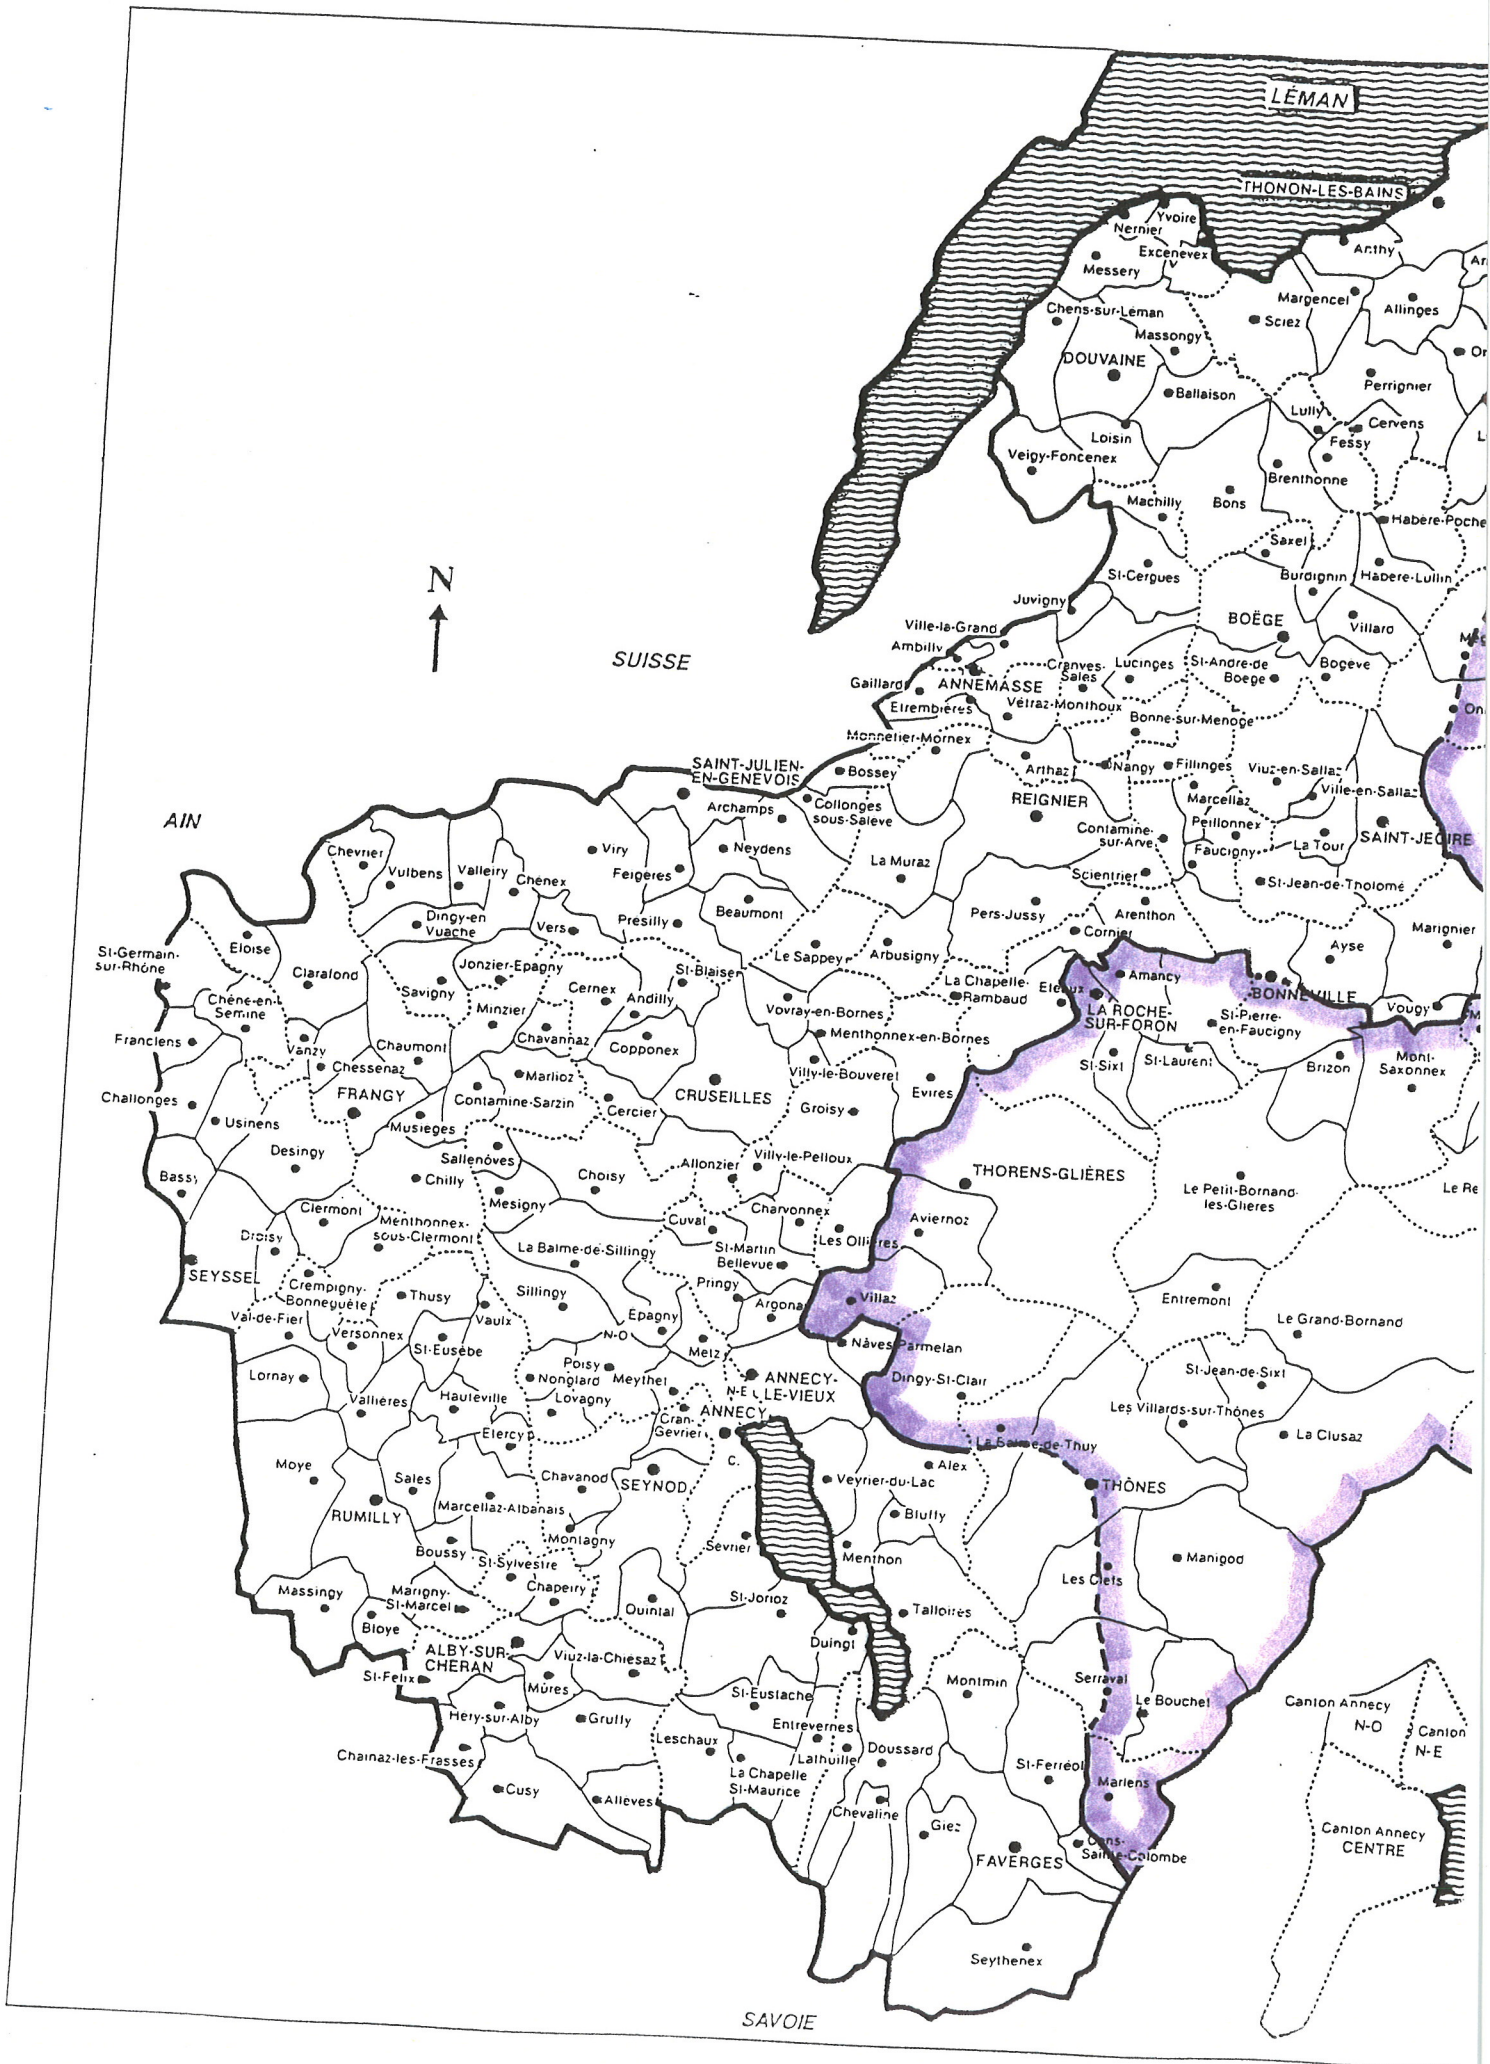 LÉMAN
THONON-LES-BAINS
Yvoire
Nernier
Excenevex
Anthy
Messery
Margencel
Allinges
Chens-sur-Léman
Sciez
Massongy
DOUVAINE
Perrignier
Ballaison
Lully
Cervens
Loisin
Fessy
Veigy-Foncenex
Brenthonne
Machilly
Bons
Habère-Poche
Saxel
St-Cergues
Burdignin
Habère-Lullin
N
Juvigny
BOËGE
Villard
Ville-la-Grand
Ambilly
SUISSE
Cranves-
Sales
Lucinges
St-André-de
Boëge
Bogève
Gaillard
ANNEMASSE
Etrembières
Vétraz-Monthoux
Bonne-sur-Menoge
Monnetier-Mornex
SAINT-JULIEN-
EN-GENEVOIS
Bossey
Arthaz
Nangy
Fillinges
Viuz-en-Sallaz
Ville-en-Sallaz
Archamps
Collonges
sous-Salève
REIGNIER
Marcellaz
Peillonnex
AIN
Contamine-
sur-Arve
SAINT-JEOIRE
Chevrier
Viry
Neydens
Faucigny
La Tour
Vulbens
Valleiry
Chênex
Feigères
La Muraz
Scientrier
St-Jean-de-Tholomé
Beaumont
Pers-Jussy
Arenthon
Dingy-en
Vuache
Vers
Présilly
Cornier
Marignier
Eloise
St-Germain-
sur-Rhône
Le Sappey
Arbusigny
Ayse
Clarafond
Jonzier-Epagny
St-Blaise
La Chapelle-
Rambaud
Amancy
Savigny
Cernex
Andilly
Eteaux
BONNEVILLE
Chêne-en-
Semine
Minzier
Vovray-en-Bornes
LA ROCHE-
SUR-FORON
St-Pierre-
en-Faucigny
Vougy
Franclens
Vanzy
Chavannaz
Copponex
Menthonnex-en-Bornes
Chaumont
St-Sixt
St-Laurent
Brizon
Mont-
Saxonnex
Chessenaz
Marlioz
Villy-le-Bouveret
Challonges
FRANGY
Contamine-Sarzin
CRUSEILLES
Evires
Usinens
Cercier
Groisy
Musièges
Desingy
Sallenôves
Allonzier
Villy-le-Pelloux
THORENS-GLIÈRES
Bassy
Chilly
Choisy
Le Petit-Bornand-
les-Glières
Mésigny
Clermont
Charvonnex
Menthonnex-
sous-Clermont
Cuvat
Aviernoz
Droisy
La Balme-de-Sillingy
St-Martin
Bellevue
Les Ollières
SEYSSEL
Crempigny-
Bonneguête
Thusy
Sillingy
Pringy
Villaz
Entremont
Val-de-Fier
Vaulx
Epagny
Argonay
Le Grand-Bornand
Versonnex
N-O
Metz
Nâves-Parmelan
St-Eusèbe
Poisy
Lornay
Nonglard
Meythet
ANNECY-
LE-VIEUX
Dingy-St-Clair
St-Jean-de-Sixt
N-E
Vallières
Hauteville
Lovagny
ANNECY
Les Villards-sur-Thônes
Cran-
Gevrier
Etercy
La Balme-de-Thuy
La Clusaz
Moye
C.
Alex
Sales
Chavanod
SEYNOD
Veyrier-du-Lac
THÔNES
RUMILLY
Marcellaz-Albanais
Bluffy
Montagny
Boussy
Sévrier
Menthon
Manigod
St-Sylvestre
Massingy
Marigny-
St-Marcel
Chapeiry
Les Clefs
Quintal
St-Jorioz
Talloires
Bloye
Duingt
ALBY-SUR-
CHERAN
Viuz-la-Chiésaz
St-Félix
Mûres
Montmin
Serraval
St-Eustache
Le Bouchet
Canton Annecy
N-O
Canton
N-E
Héry-sur-Alby
Gruffy
Entrevernes
Leschaux
Lathuille
Doussard
Chainaz-les-Frasses
La Chapelle
St-Maurice
St-Ferréol
Cusy
Marlens
Allèves
Chevaline
Giez
Canton Annecy
CENTRE
FAVERGES
Cons-
Sainte-Colombe
Seythenex
SAVOIE